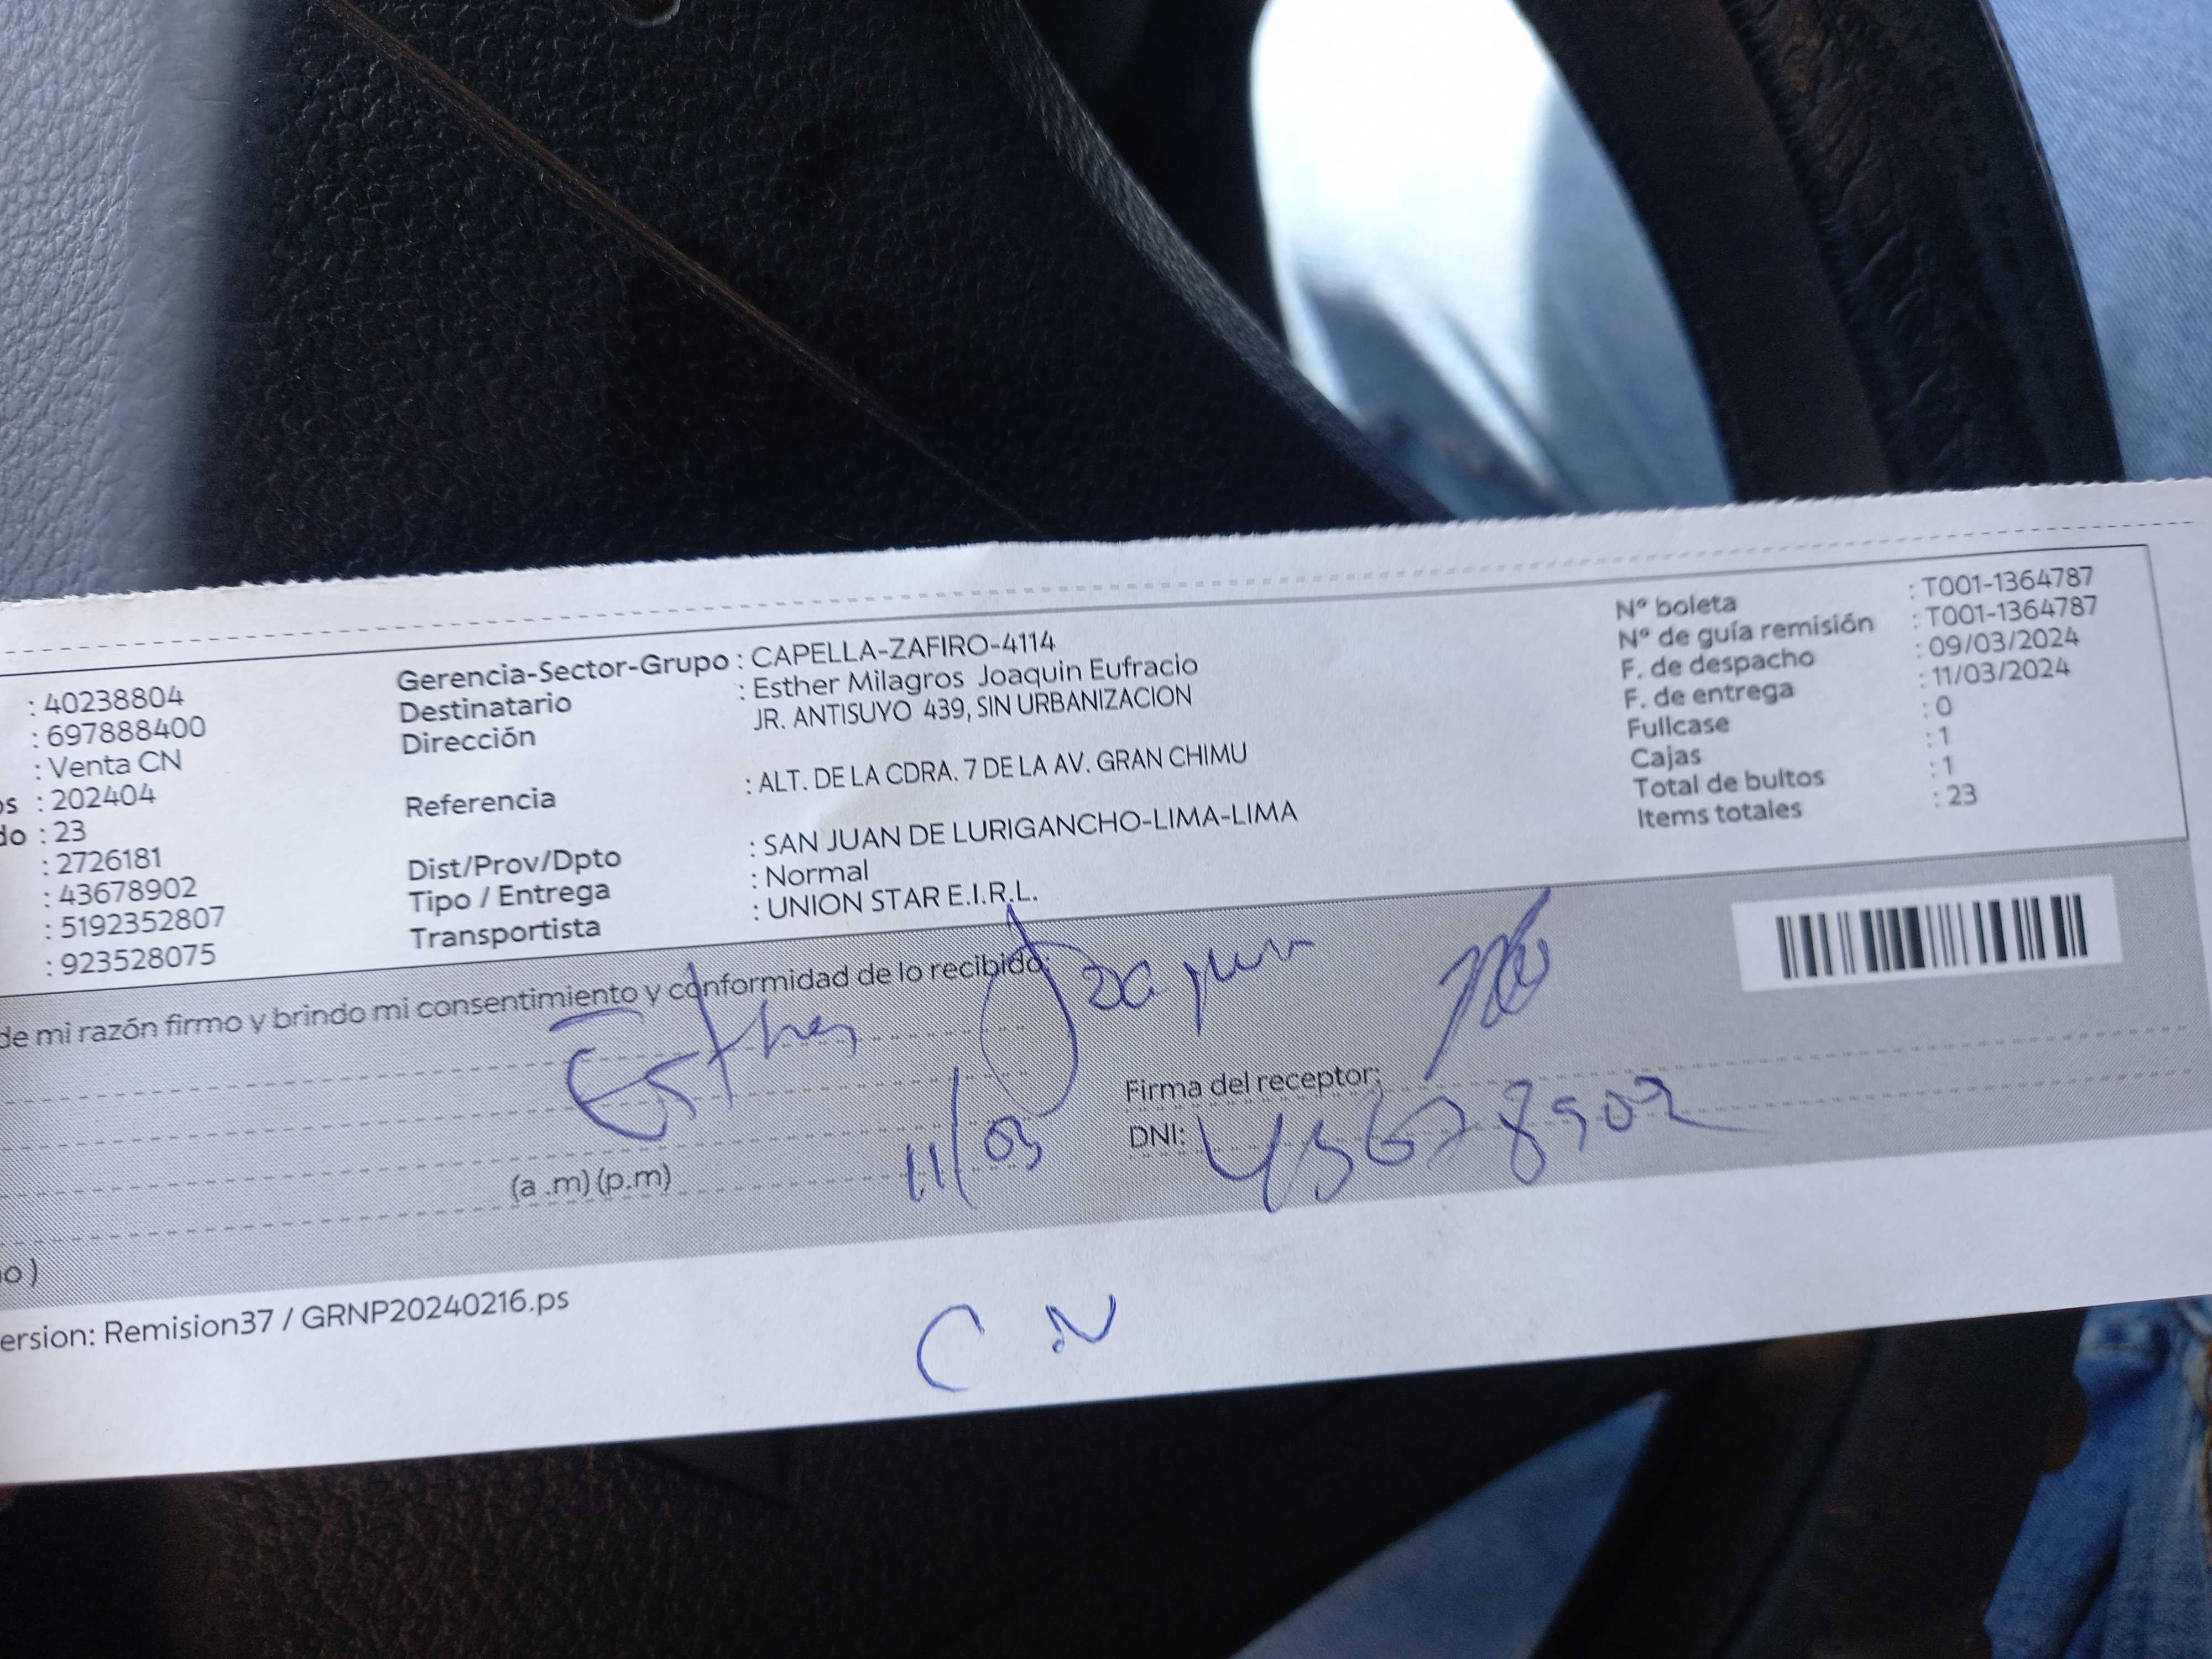 : 40238804
: 697888400
: Venta CN
os : 202404
do : 23
: 2726181
: 43678902
: 5192352807
: 923528075
Gerencia-Sector-Grupo : CAPELLA-ZAFIRO-4114
Destinatario : Esther Milagros Joaquin Eufracio
Dirección JR. ANTISUYO 439, SIN URBANIZACION
Referencia : ALT. DE LA CDRA. 7 DE LA AV. GRAN CHIMU
Dist/Prov/Dpto : SAN JUAN DE LURIGANCHO-LIMA-LIMA
Tipo / Entrega : Normal
Transportista : UNION STAR E.I.R.L.
Nº boleta : T001-1364787
Nº de guía remisión : T001-1364787
F. de despacho : 09/03/2024
F. de entrega : 11/03/2024
Fullcase : 0
Cajas : 1
Total de bultos : 1
Items totales : 23
de mi razón firmo y brindo mi consentimiento y conformidad de lo recibido:
Esther Joaquin
Firma del receptor:
(a .m) (p.m) 11/03
DNI: 43678902
o)
ersion: Remision37 / GRNP20240216.ps
C N